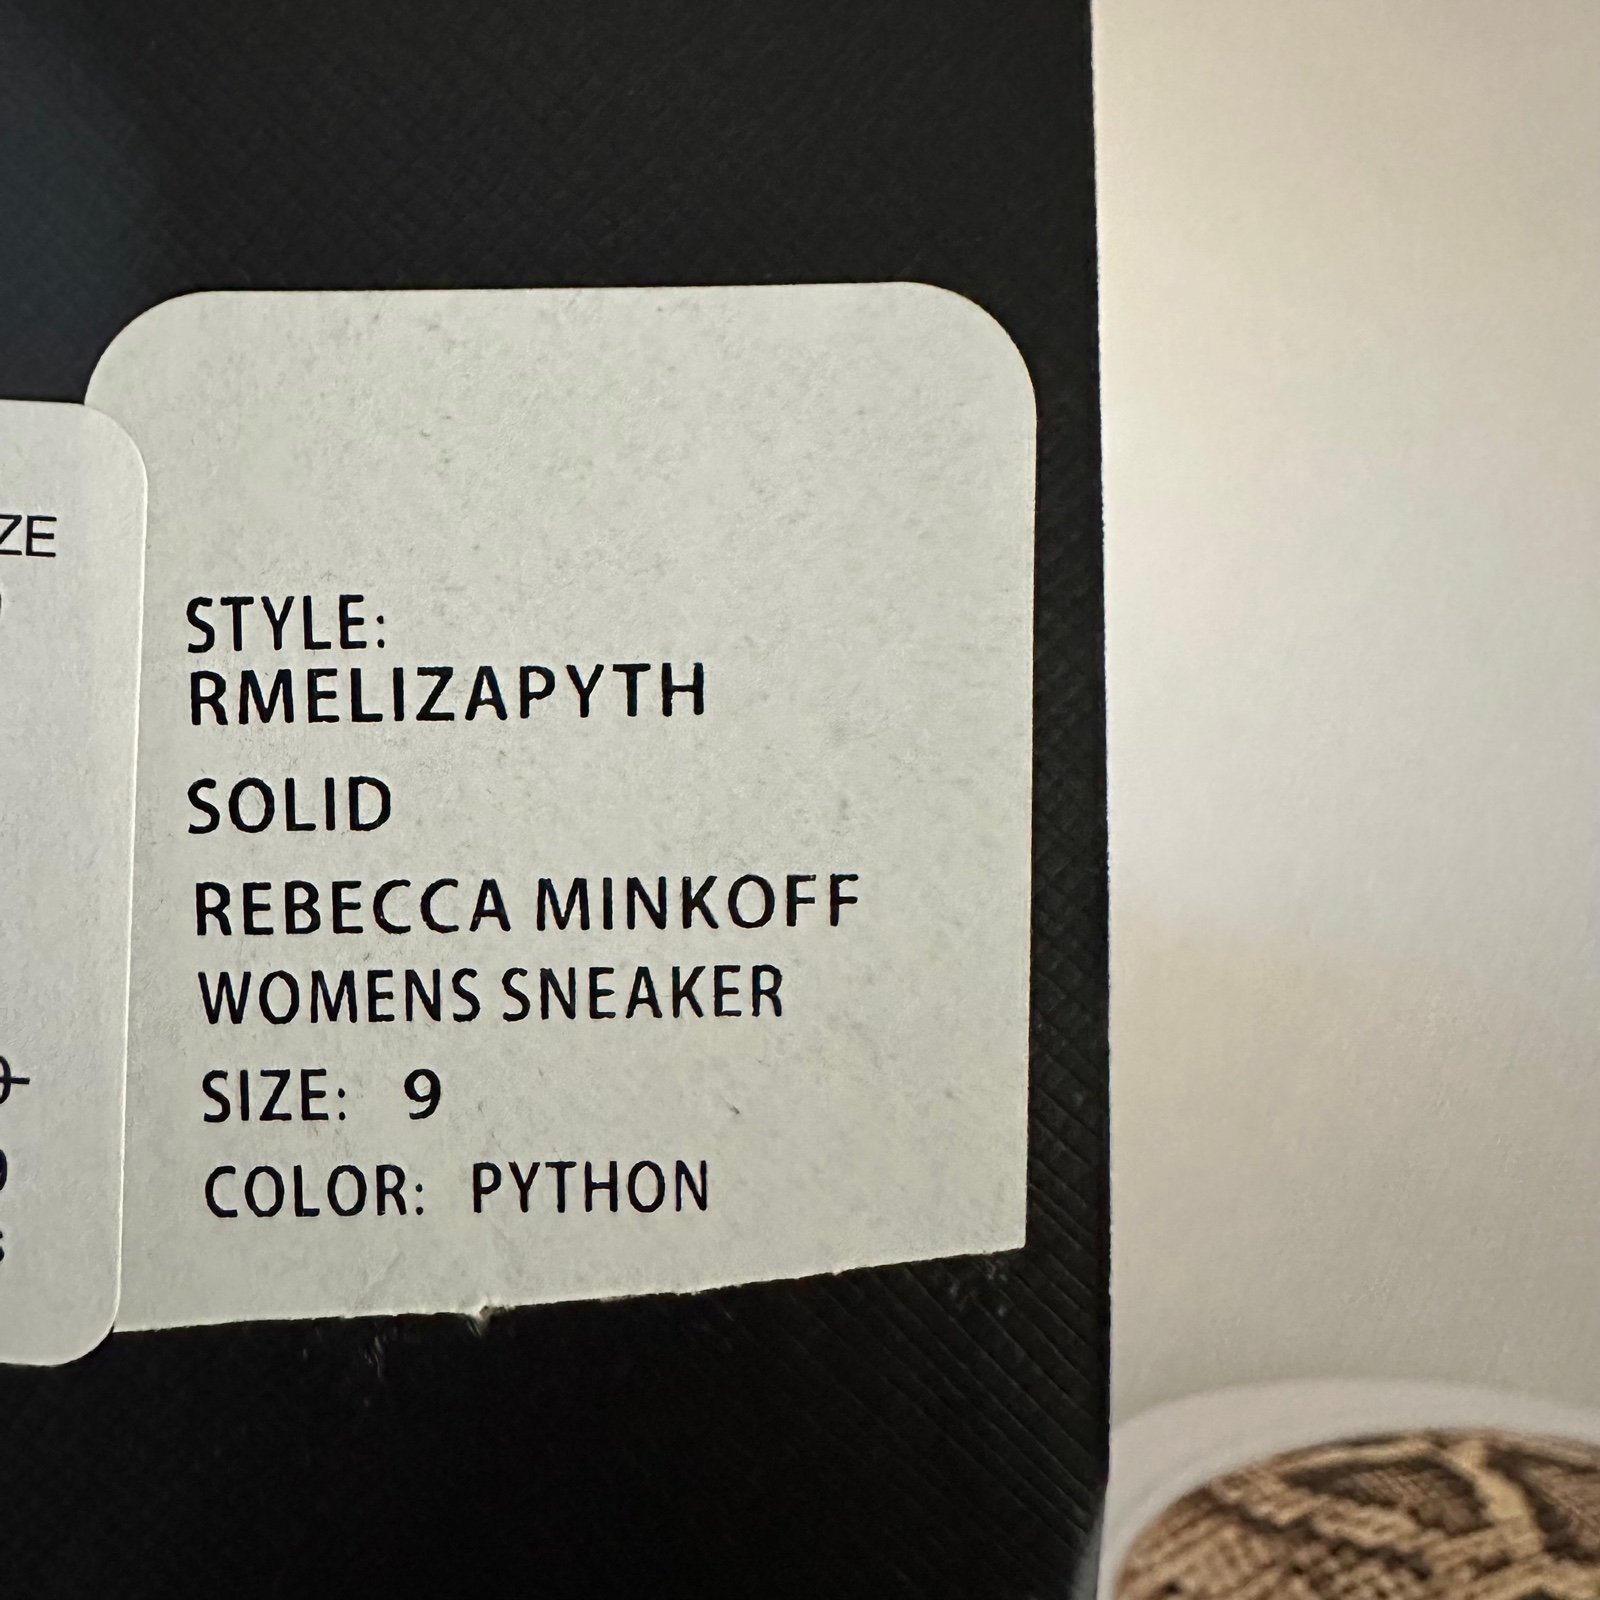 STYLE:
RMELIZAPYTH
SOLID
REBECCA MINKOFF
WOMENS SNEAKER
SIZE: 9
COLOR: PYTHON